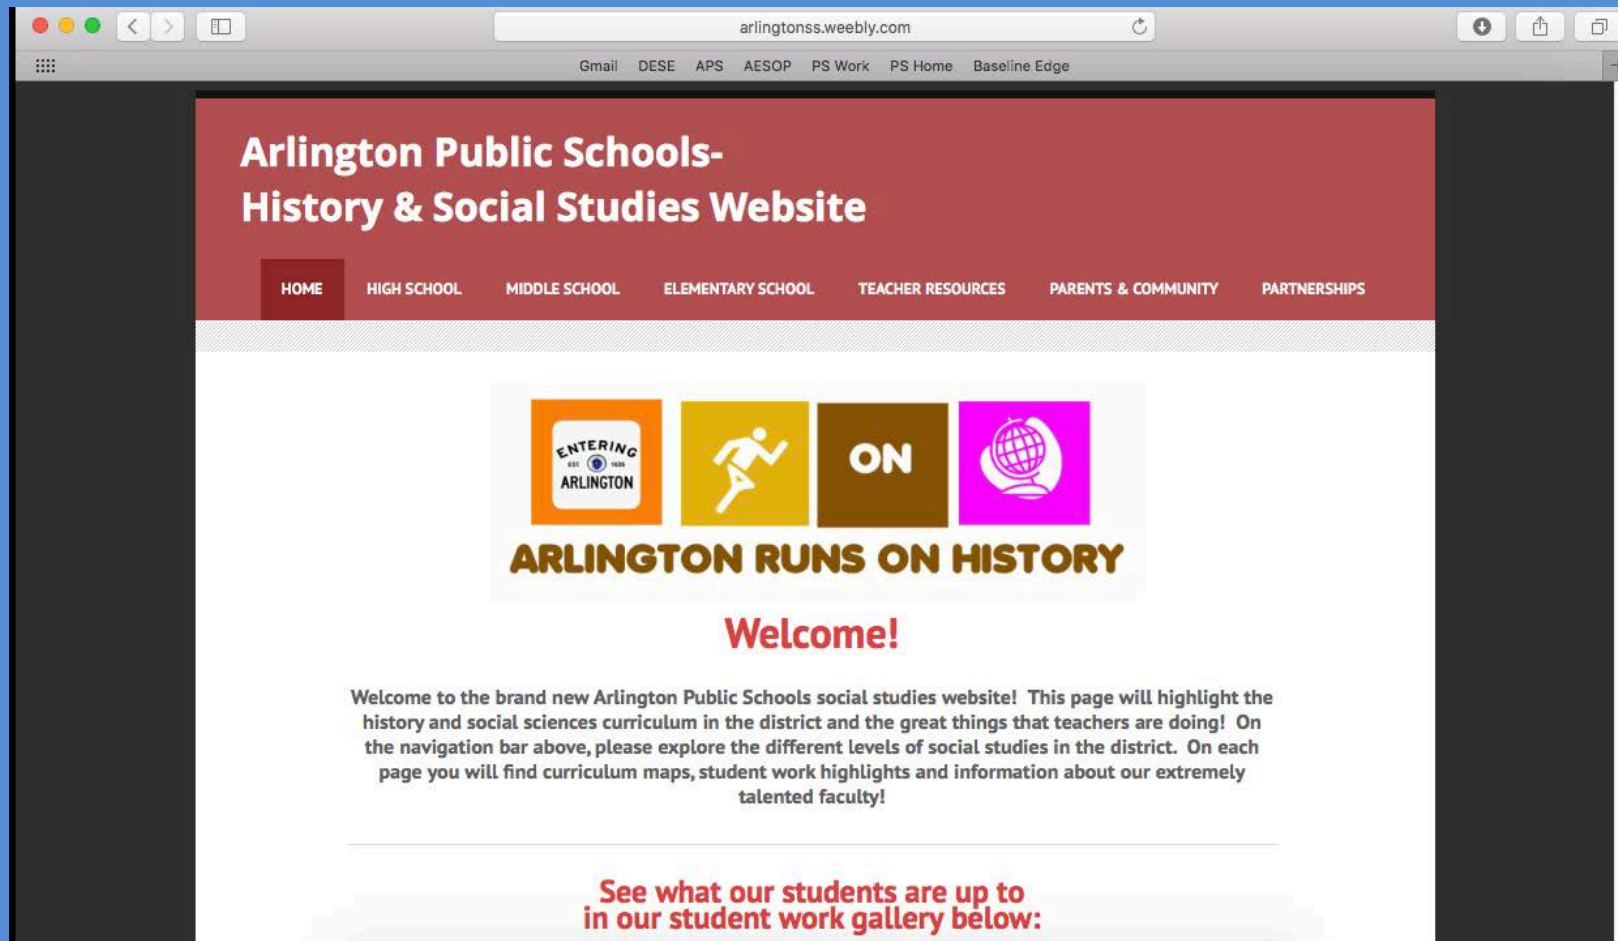 arlingtonss.weebly.com
Gmail DESE APS AESOP PS Work PS Home Baseline Edge
Arlington Public Schools-
History & Social Studies Website
HOME HIGH SCHOOL MIDDLE SCHOOL ELEMENTARY SCHOOL TEACHER RESOURCES PARENTS & COMMUNITY PARTNERSHIPS
ENTERING
EST. 1635
ARLINGTON
ON
ARLINGTON RUNS ON HISTORY
Welcome!
Welcome to the brand new Arlington Public Schools social studies website! This page will highlight the
history and social sciences curriculum in the district and the great things that teachers are doing! On
the navigation bar above, please explore the different levels of social studies in the district. On each
page you will find curriculum maps, student work highlights and information about our extremely
talented faculty!
See what our students are up to
in our student work gallery below: